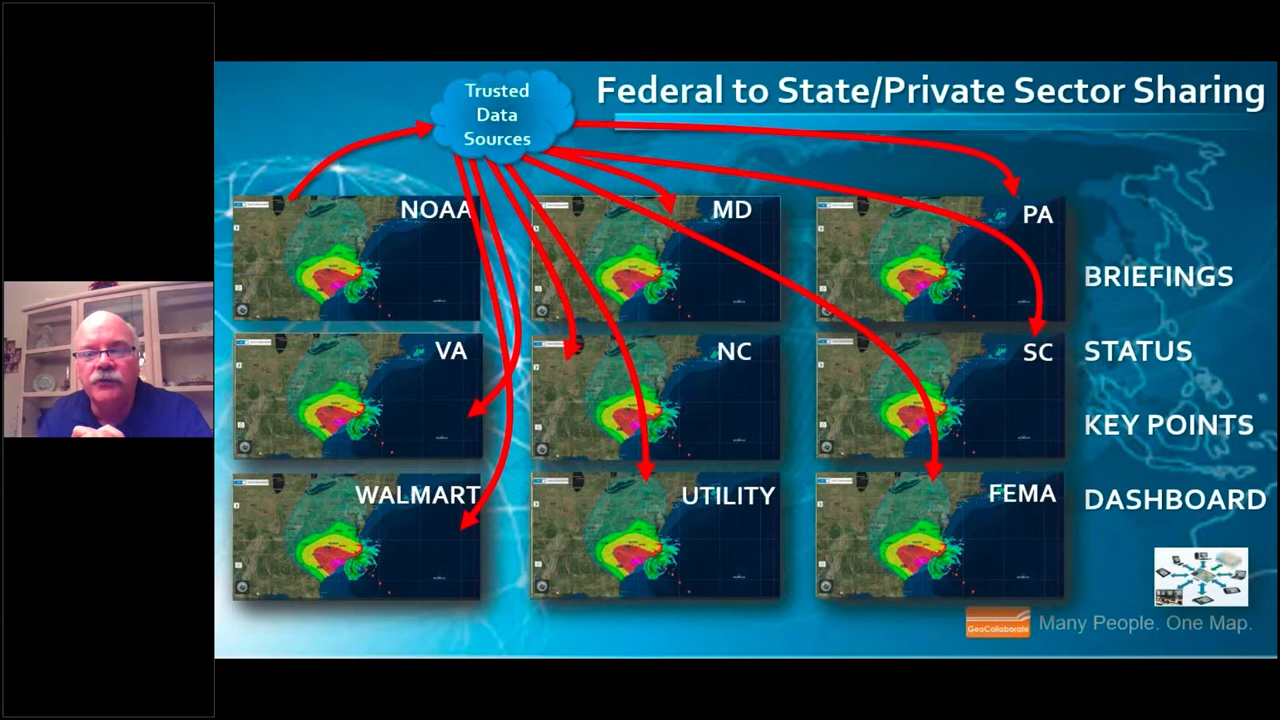 Trusted
Data
Sources
Federal to State/Private Sector Sharing
NOAA
MD
PA
BRIEFINGS
VA
NC
SC
STATUS
KEY POINTS
WALMART
UTILITY
FEMA
DASHBOARD
GeoCollaborate
Many People. One Map.